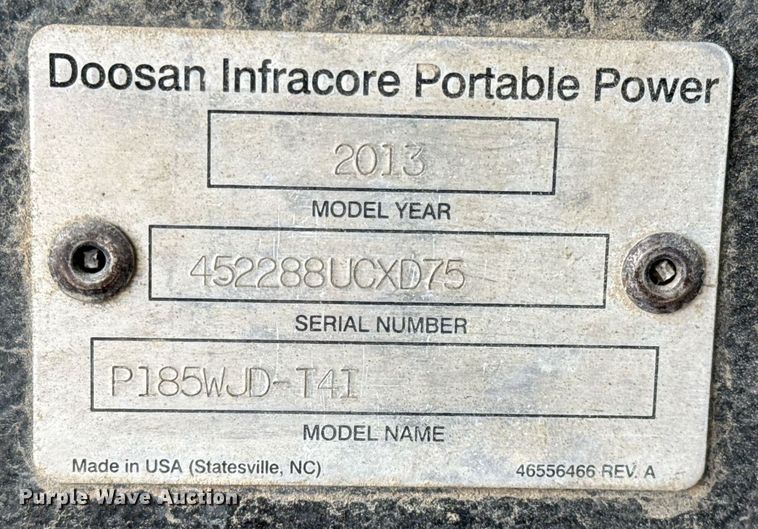 Doosan Infracore Portable Power
2013
MODEL YEAR
452288UCXD75
SERIAL NUMBER
P185WJD-T4I
MODEL NAME
Made in USA (Statesville, NC) 46556466 REV. A
Purple Wave Auction